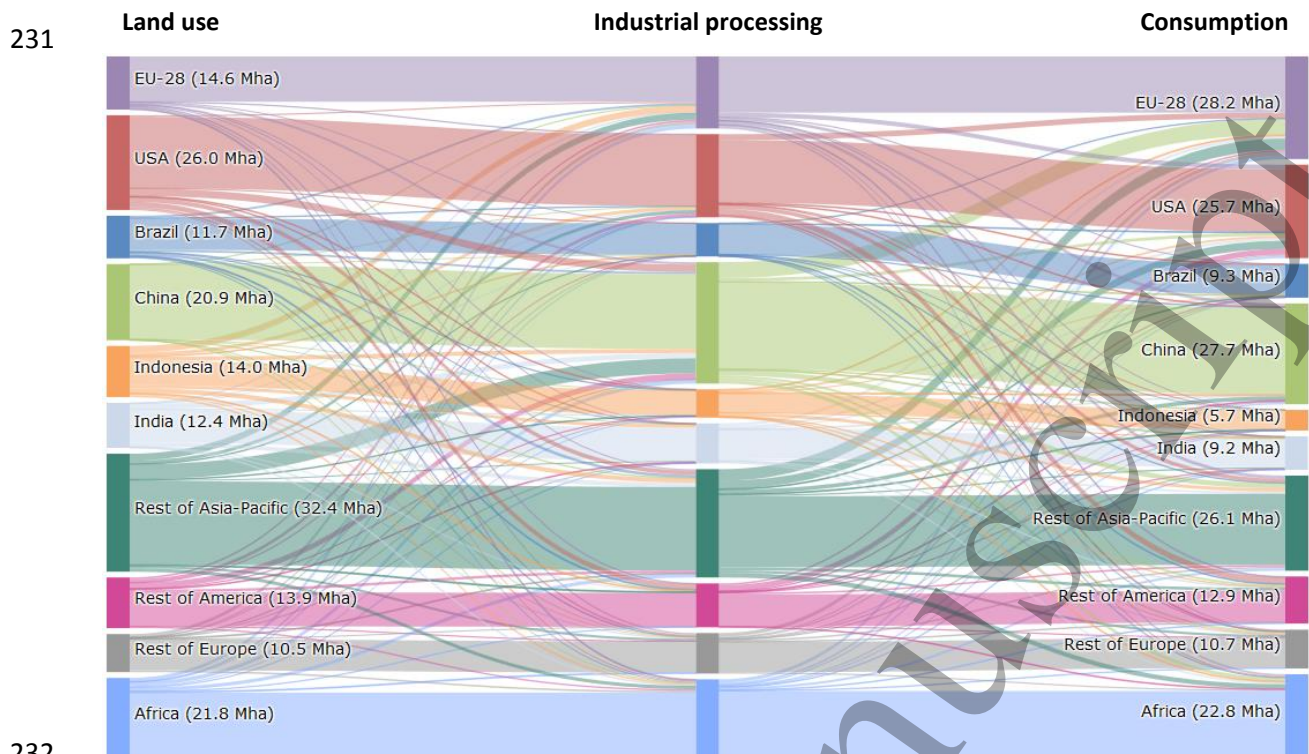 Land use Industrial processing Consumption
231
EU-28 (14.6 Mha)
EU-28 (28.2 Mha)
USA (26.0 Mha)
USA (25.7 Mha)
Brazil (11.7 Mha)
Brazil (9.3 Mha)
China (20.9 Mha)
China (27.7 Mha)
Indonesia (14.0 Mha)
Indonesia (5.7 Mha)
India (12.4 Mha)
India (9.2 Mha)
Rest of Asia-Pacific (32.4 Mha)
Rest of Asia-Pacific (26.1 Mha)
Rest of America (13.9 Mha)
Rest of America (12.9 Mha)
Rest of Europe (10.5 Mha)
Rest of Europe (10.7 Mha)
Africa (21.8 Mha)
Africa (22.8 Mha)
232